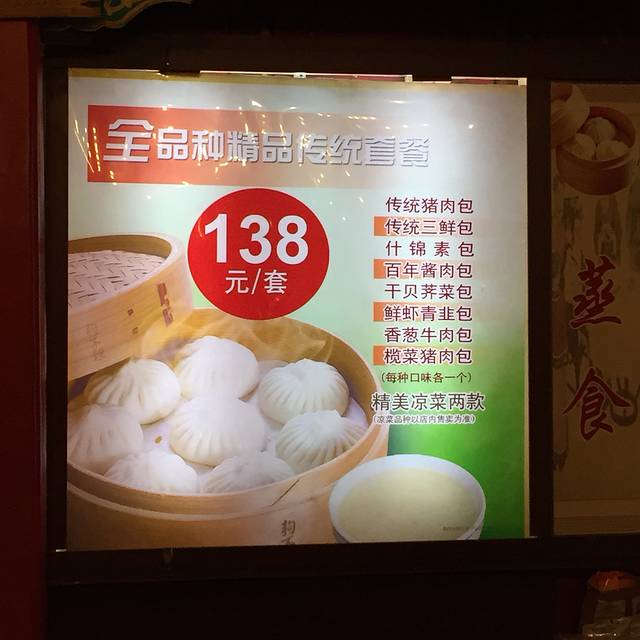 全品种精品传统套餐
138
元/套
传统猪肉包
传统三鲜包
什锦素包
百年酱肉包
干贝荠菜包
鲜虾青韭包
香葱牛肉包
榄菜猪肉包
(每种口味各一个)
精美凉菜两款
(凉菜品种以店内售卖为准)
蒸
食